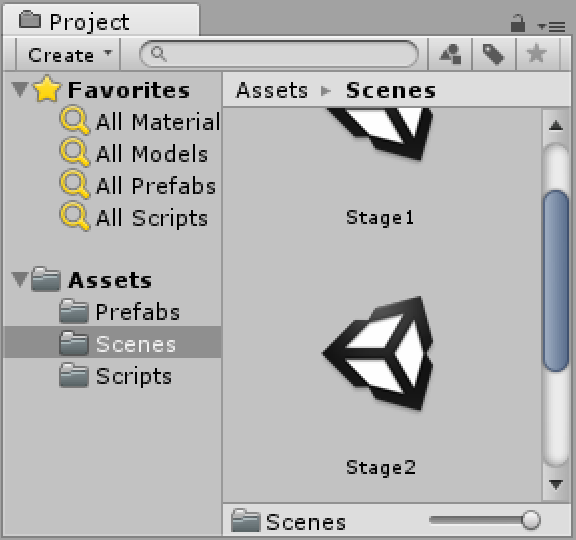 Project
Create
Favorites
All Material
All Models
All Prefabs
All Scripts
Assets
Prefabs
Scenes
Scripts
Assets Scenes
Stage1
Stage2
Scenes